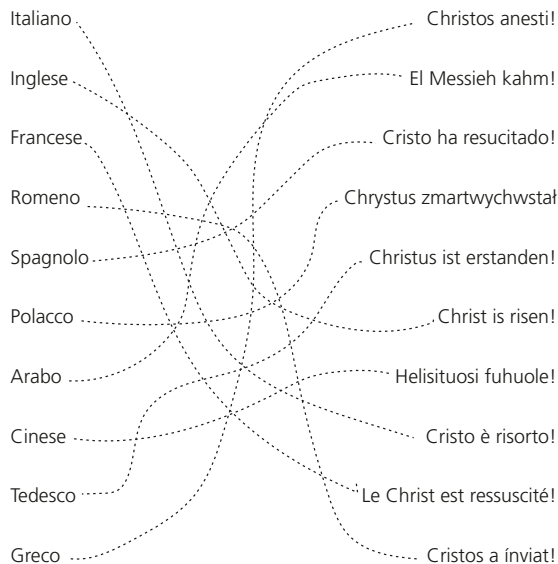 Italiano Christos anesti!
Inglese El Messieh kahm!
Francese Cristo ha resucitado!
Romeno Chrystus zmartwychwstał
Spagnolo Christus ist erstanden!
Polacco Christ is risen!
Arabo Helisituosi fuhuole!
Cinese Cristo è risorto!
Tedesco Le Christ est ressuscité!
Greco Cristos a ínviat!